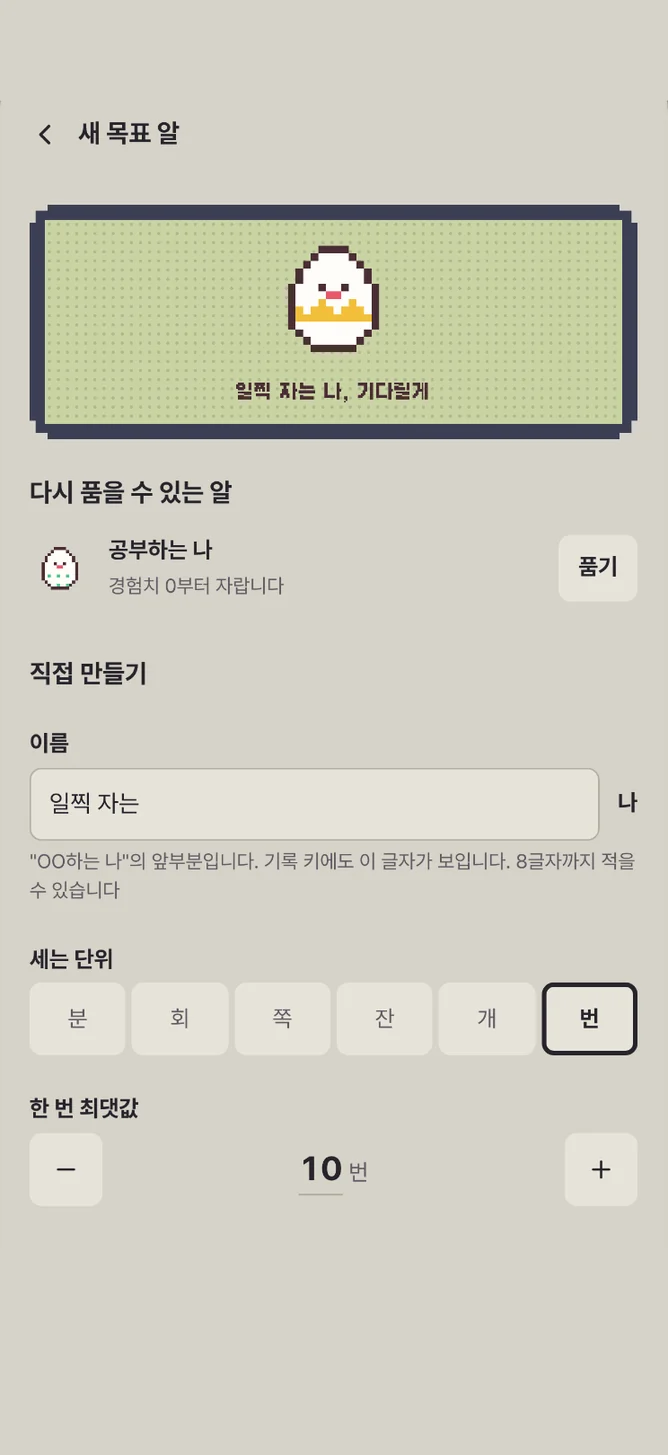 새 목표 알
일찍 자는 나, 기다릴게
다시 품을 수 있는 알
공부하는 나
경험치 0부터 자랍니다
품기
직접 만들기
이름
일찍 자는
나
"OO하는 나"의 앞부분입니다. 기록 키에도 이 글자가 보입니다. 8글자까지 적을
수 있습니다
세는 단위
분 회 쪽 잔 개 번
한 번 최댓값
− 10 번 +